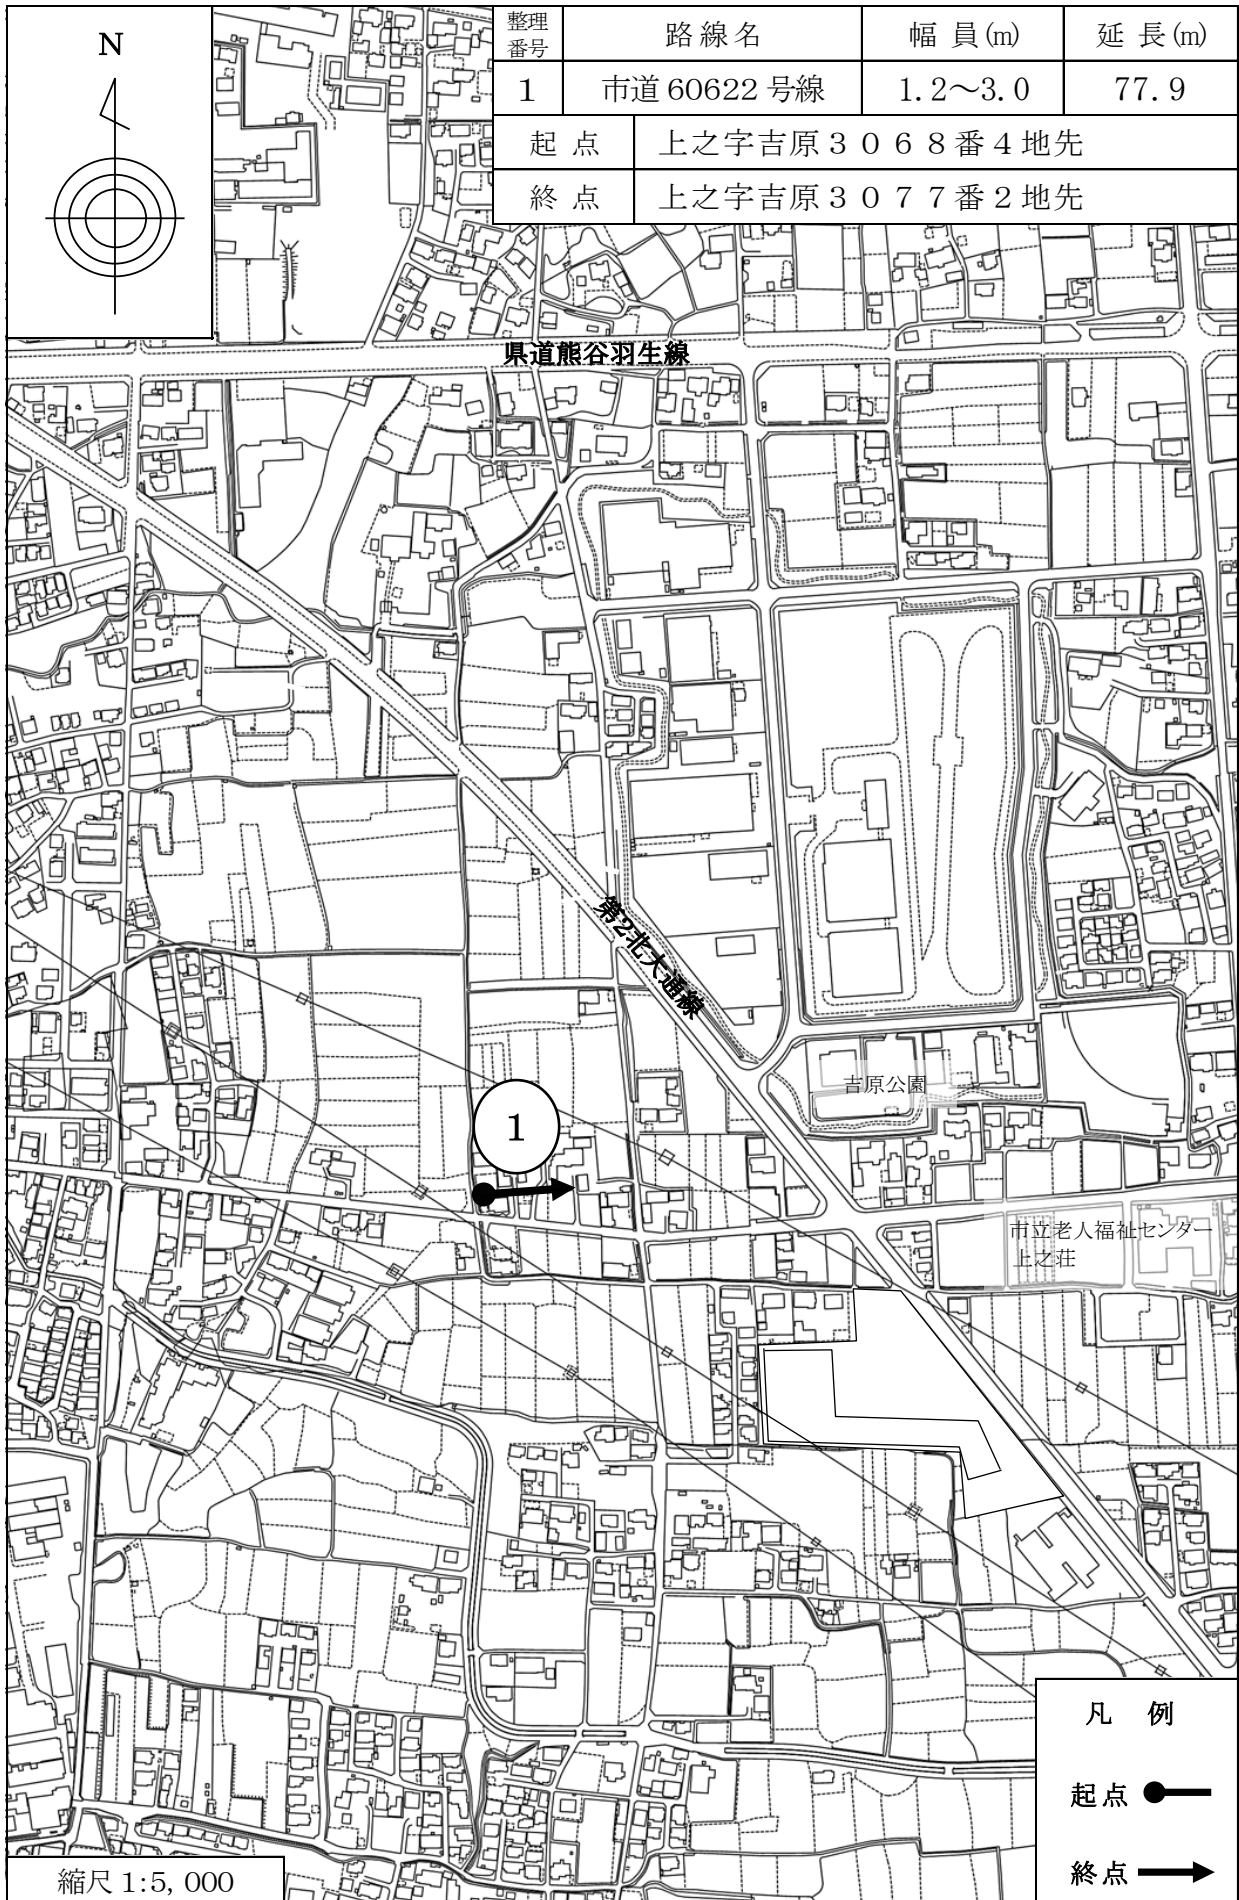 N
整理番号
路線名
幅員(m)
延長(m)
1
市道60622号線
1.2～3.0
77.9
起点
上之字吉原３０６８番４地先
終点
上之字吉原３０７７番２地先
県道熊谷羽生線
第2北大通線
吉原公園
1
市立老人福祉センター
上之荘
凡例
起点
終点
縮尺 1:5,000